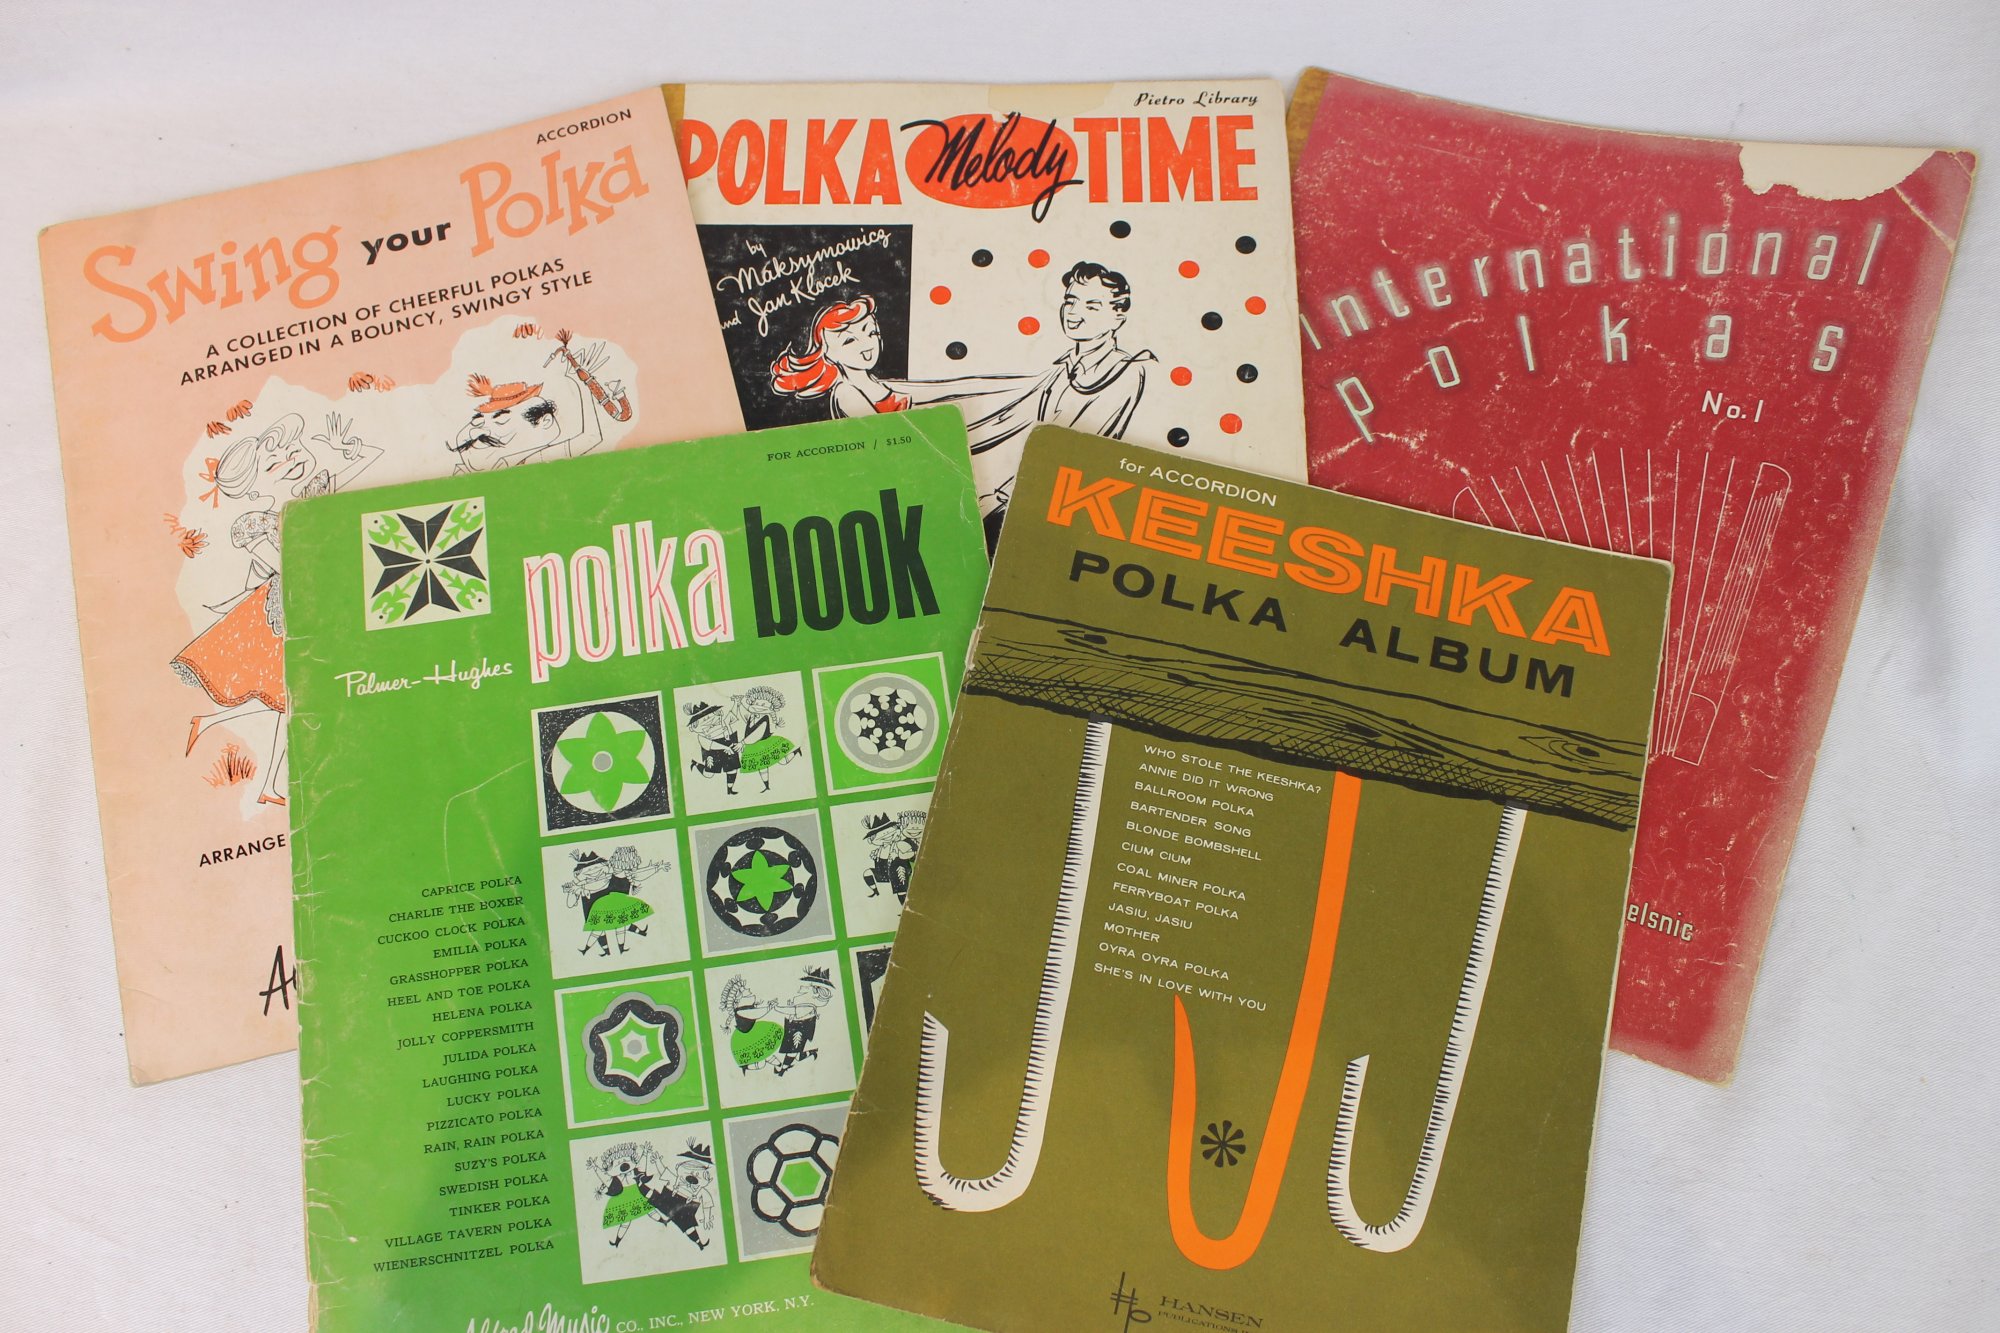 ACCORDION
Swing your Polka
A COLLECTION OF CHEERFUL POLKAS
ARRANGED IN A BOUNCY, SWINGY STYLE
ARRANGE
Pietro Library
POLKA Melody TIME
by
Maksymowicz
and Jan Klocek
International
polkas
No. 1
elsnic
FOR ACCORDION / $1.50
polka book
Palmer-Hughes
CAPRICE POLKA
CHARLIE THE BOXER
CUCKOO CLOCK POLKA
EMILIA POLKA
GRASSHOPPER POLKA
HEEL AND TOE POLKA
HELENA POLKA
JOLLY COPPERSMITH
JULIDA POLKA
LAUGHING POLKA
LUCKY POLKA
PIZZICATO POLKA
RAIN, RAIN POLKA
SUZY'S POLKA
SWEDISH POLKA
TINKER POLKA
VILLAGE TAVERN POLKA
WIENERSCHNITZEL POLKA
Alfred Music CO., INC., NEW YORK, N.Y.
for ACCORDION
KEESHKA
POLKA ALBUM
WHO STOLE THE KEESHKA?
ANNIE DID IT WRONG
BALLROOM POLKA
BARTENDER SONG
BLONDE BOMBSHELL
CIUM CIUM
COAL MINER POLKA
FERRYBOAT POLKA
JASIU, JASIU
MOTHER
OYRA OYRA POLKA
SHE'S IN LOVE WITH YOU
HANSEN
PUBLICATIONS